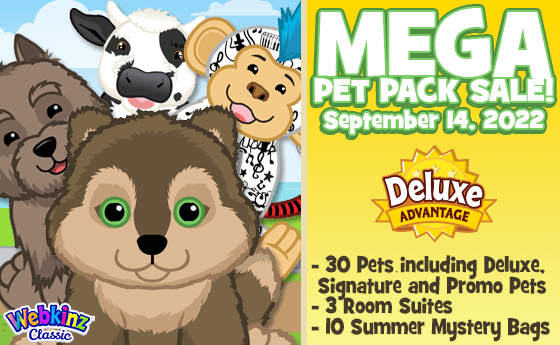 MEGA
PET PACK SALE!
September 14, 2022
Deluxe
ADVANTAGE
- 30 Pets including Deluxe,
Signature and Promo Pets
- 3 Room Suites
- 10 Summer Mystery Bags
Webkinz
Classic